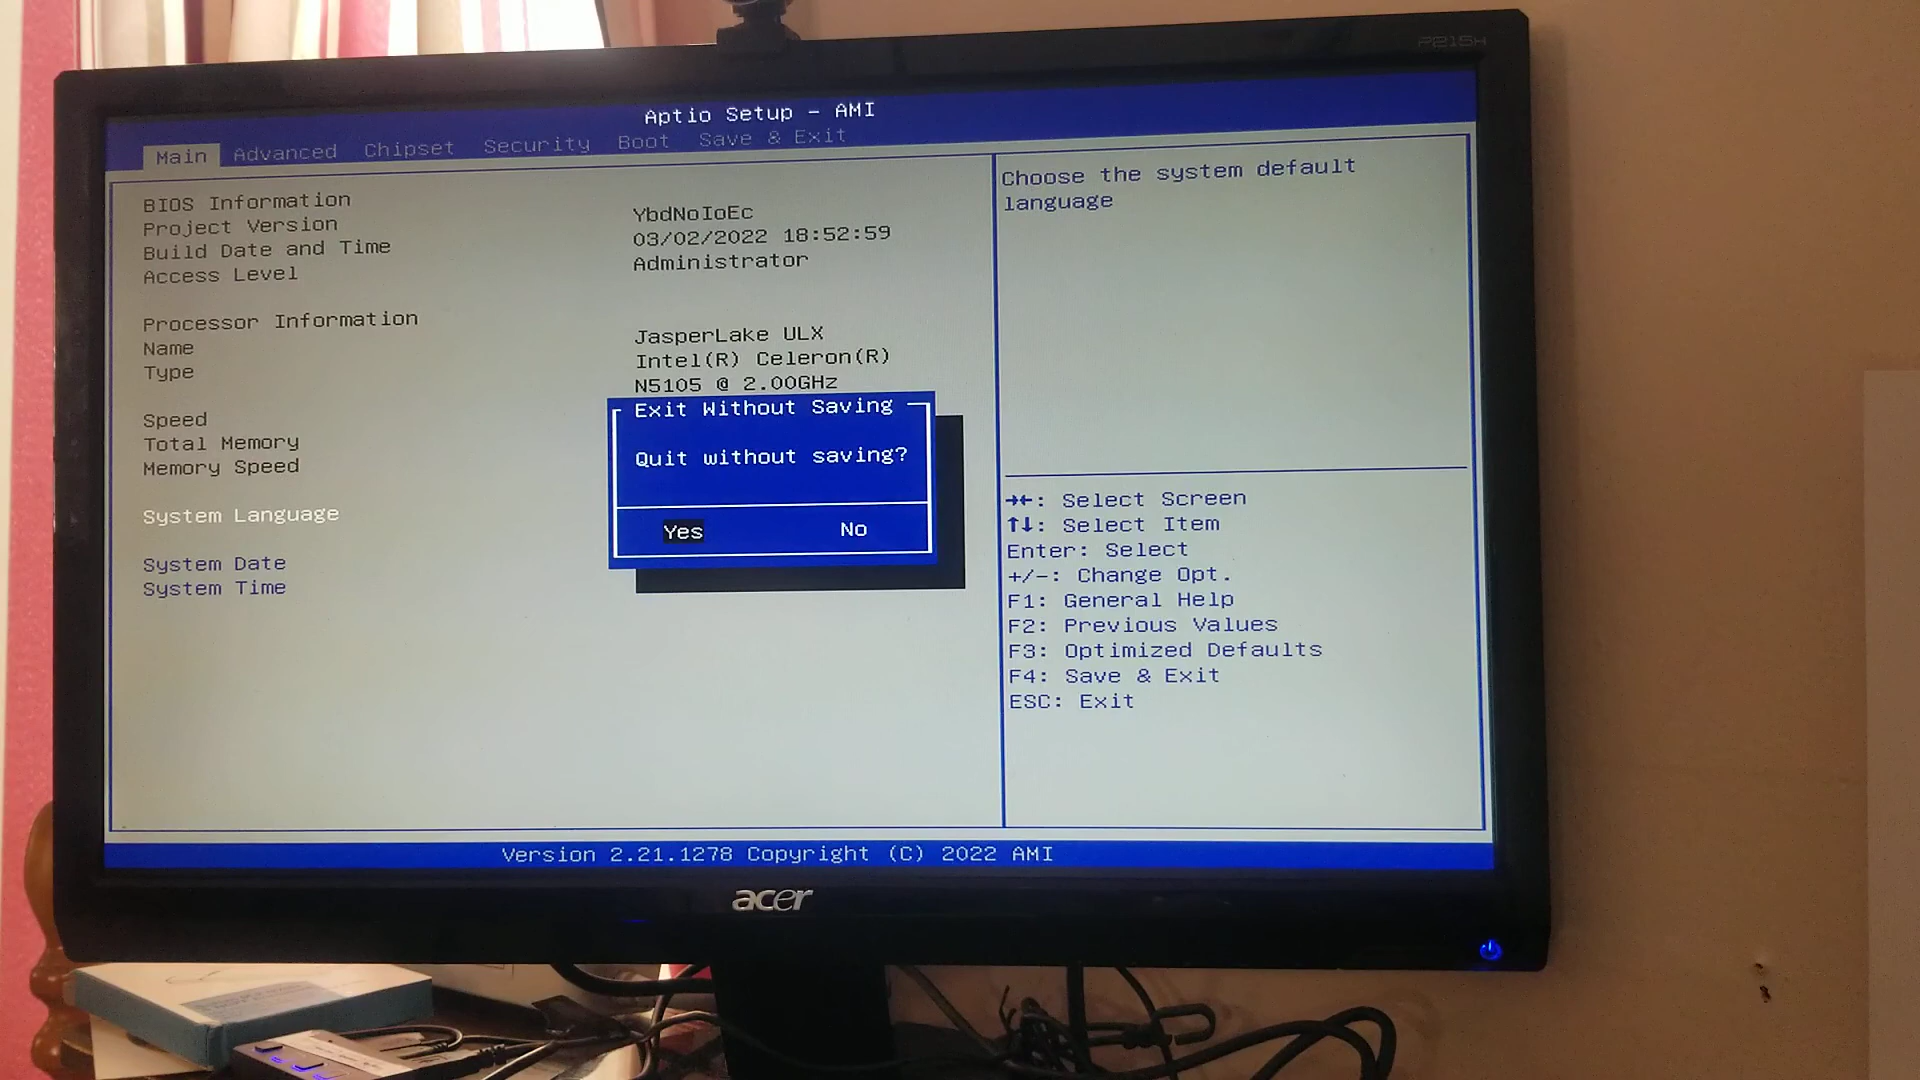 P215H
Aptio Setup - AMI
Main Advanced Chipset Security Boot Save & Exit
BIOS Information
Project Version YbdNoIoEc
Build Date and Time 03/02/2022 18:52:59
Access Level Administrator
Processor Information
Name JasperLake ULX
Type Intel(R) Celeron(R)
N5105 @ 2.00GHz
Speed
Total Memory
Memory Speed
System Language
System Date
System Time
Exit Without Saving
Quit without saving?
Yes No
Choose the system default
language
→←: Select Screen
↑↓: Select Item
Enter: Select
+/-: Change Opt.
F1: General Help
F2: Previous Values
F3: Optimized Defaults
F4: Save & Exit
ESC: Exit
Version 2.21.1278 Copyright (C) 2022 AMI
acer